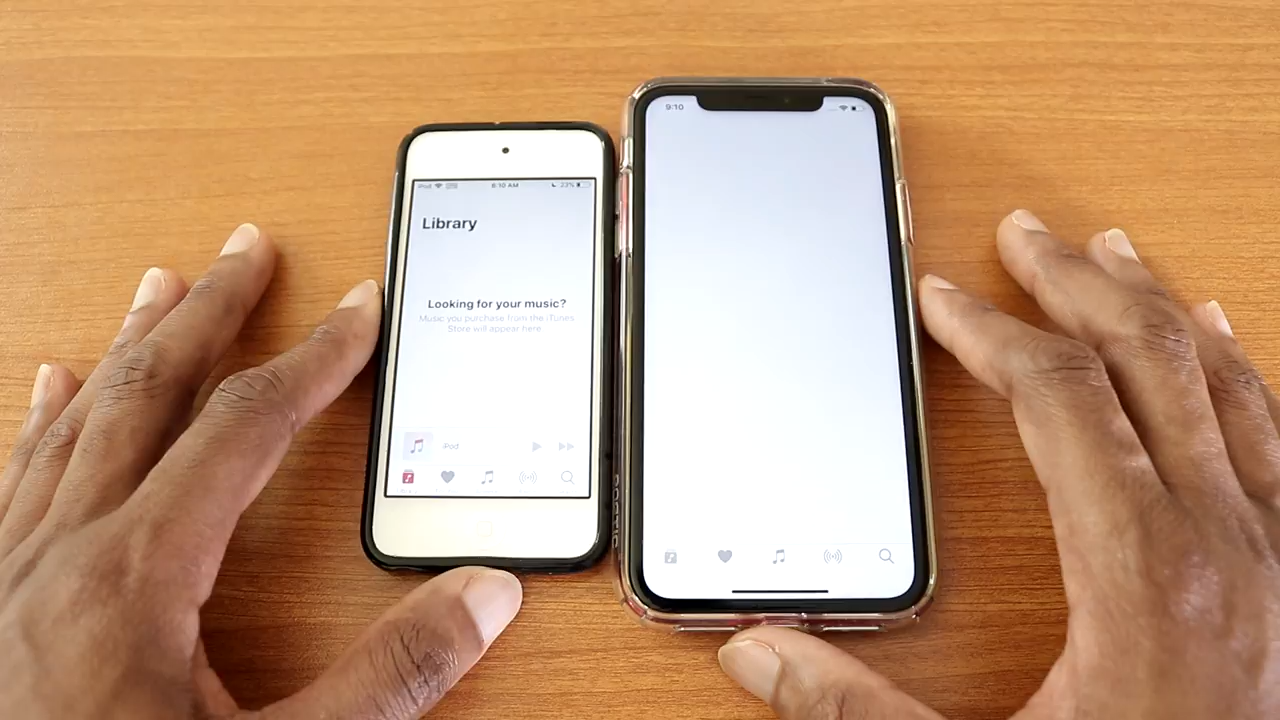 iPod 6:10 AM 23%
Library
Looking for your music?
Music you purchase from the iTunes
Store will appear here
iPod
9:10